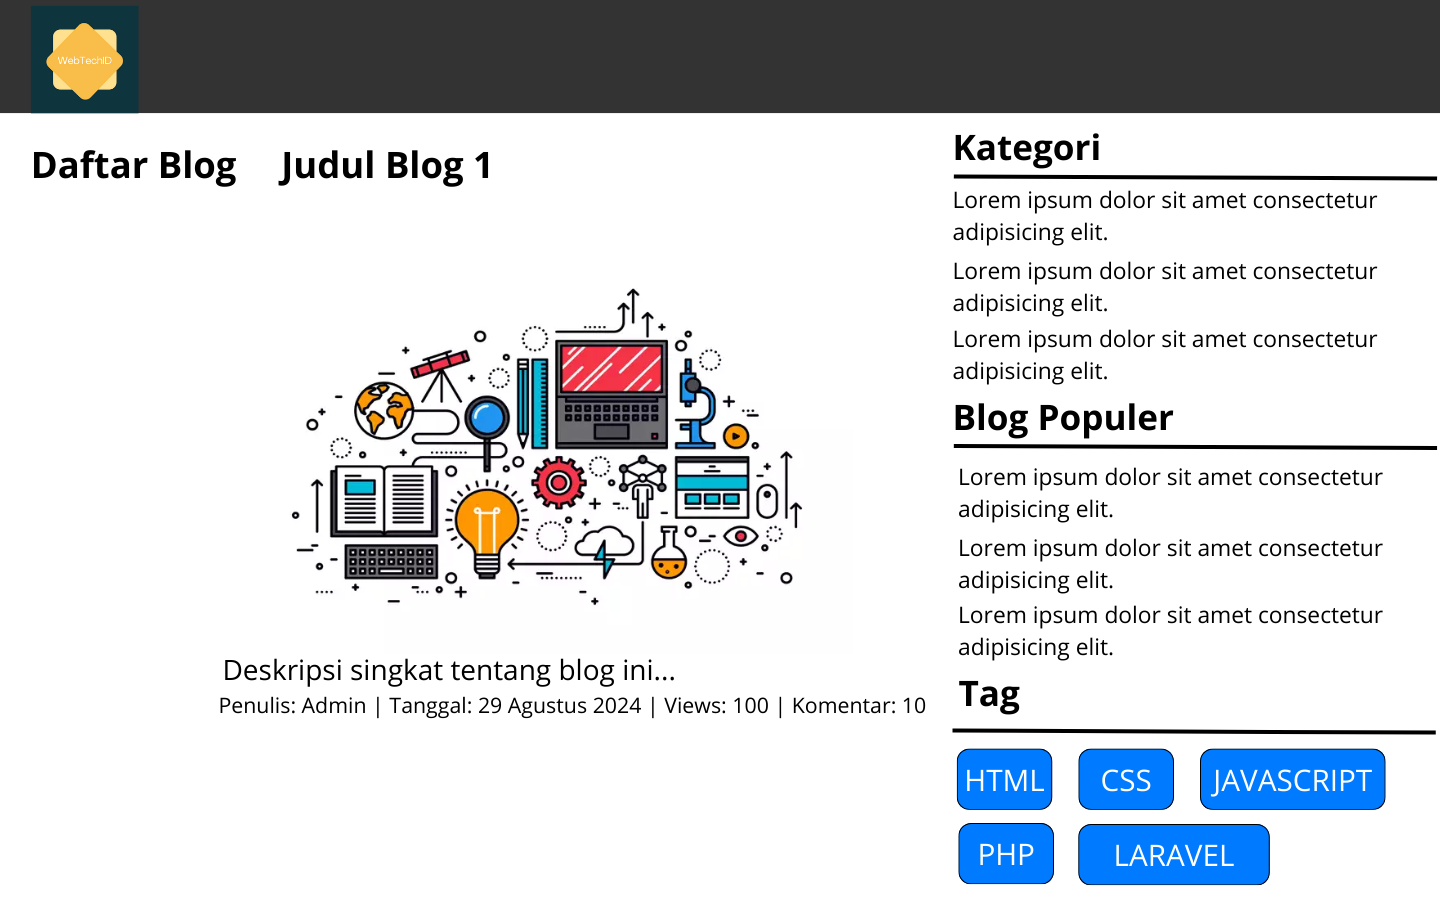 WebTechID
Daftar Blog
Judul Blog 1
Deskripsi singkat tentang blog ini...
Penulis: Admin | Tanggal: 29 Agustus 2024 | Views: 100 | Komentar: 10
Kategori
Lorem ipsum dolor sit amet consectetur
adipisicing elit.
Lorem ipsum dolor sit amet consectetur
adipisicing elit.
Lorem ipsum dolor sit amet consectetur
adipisicing elit.
Blog Populer
Lorem ipsum dolor sit amet consectetur
adipisicing elit.
Lorem ipsum dolor sit amet consectetur
adipisicing elit.
Lorem ipsum dolor sit amet consectetur
adipisicing elit.
Tag
HTML
CSS
JAVASCRIPT
PHP
LARAVEL